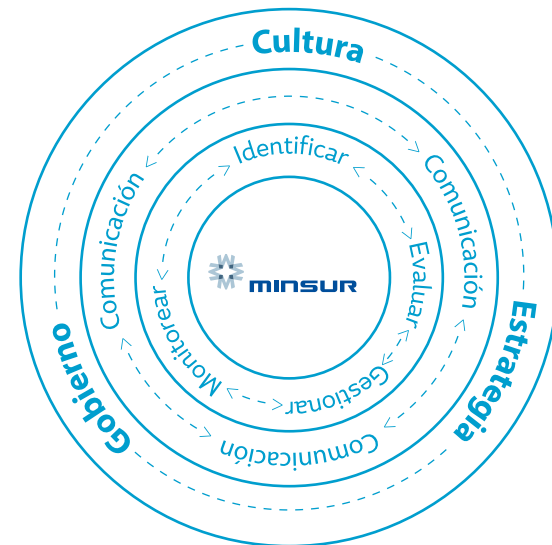 Cultura
Estrategia
Gobierno
Comunicación
Comunicación
Comunicación
Identificar
Evaluar
Gestionar
Monitorear
minsur